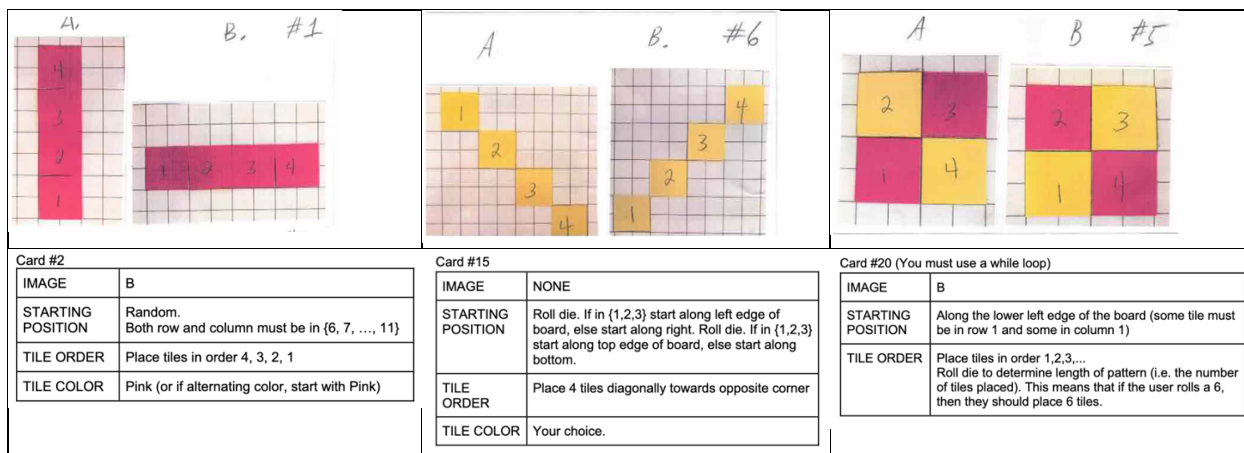 A.
B. #1
4
3
2
1
1 2 3 4
A
B. #6
1
2
3
4
4
3
2
1
A
B #5
2 3
1 4
2 3
1 4
Card #2
IMAGE B
STARTING POSITION Random.
Both row and column must be in {6, 7, …, 11}
TILE ORDER Place tiles in order 4, 3, 2, 1
TILE COLOR Pink (or if alternating color, start with Pink)
Card #15
IMAGE NONE
STARTING POSITION Roll die. If in {1,2,3} start along left edge of
board, else start along right. Roll die. If in {1,2,3}
start along top edge of board, else start along
bottom.
TILE ORDER Place 4 tiles diagonally towards opposite corner
TILE COLOR Your choice.
Card #20 (You must use a while loop)
IMAGE B
STARTING POSITION Along the lower left edge of the board (some tile must
be in row 1 and some in column 1)
TILE ORDER Place tiles in order 1,2,3,...
Roll die to determine length of pattern (i.e. the number
of tiles placed). This means that if the user rolls a 6,
then they should place 6 tiles.